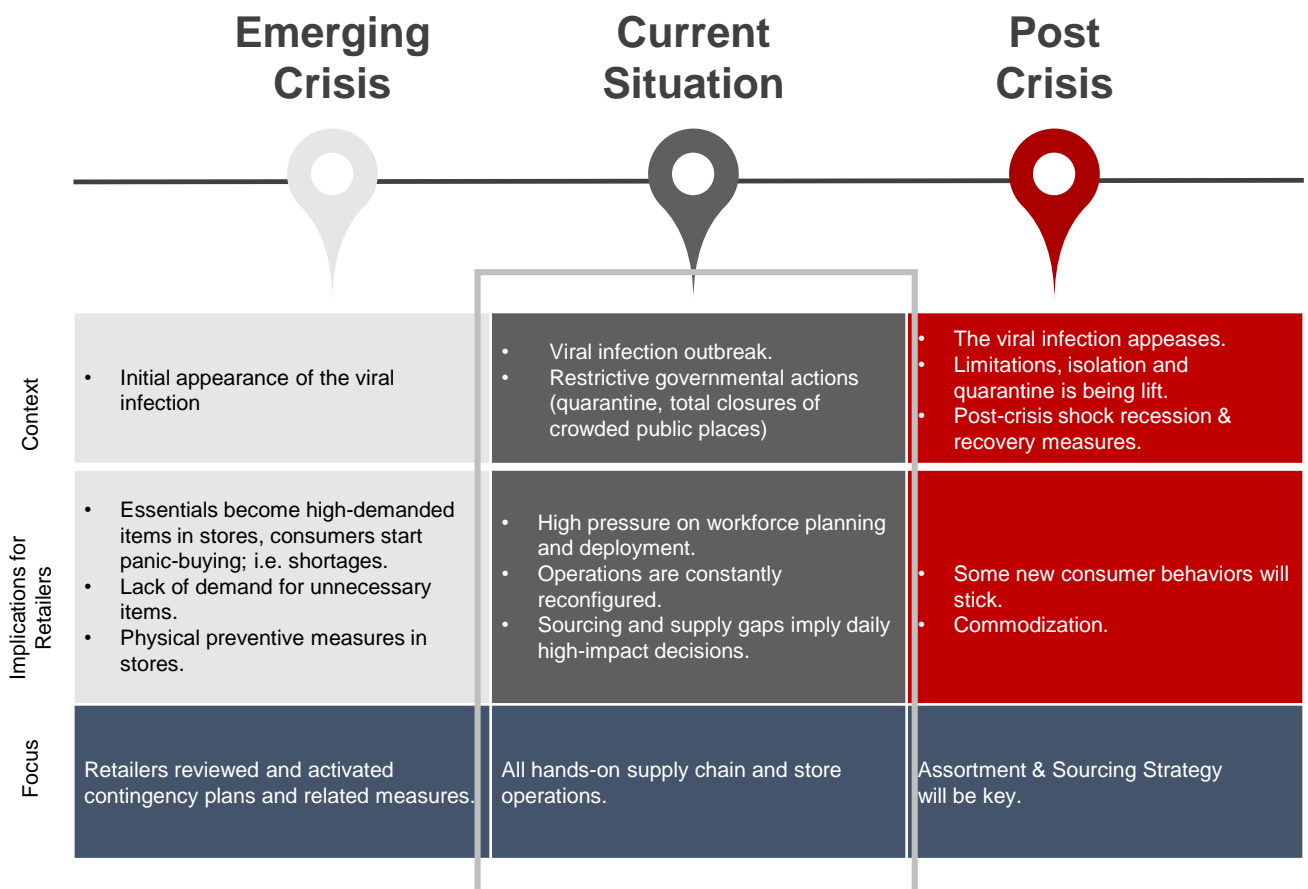 Emerging
Crisis
Current
Situation
Post
Crisis
Context
• Initial appearance of the viral
infection
• Viral infection outbreak.
• Restrictive governmental actions
(quarantine, total closures of
crowded public places)
• The viral infection appeases.
• Limitations, isolation and
quarantine is being lift.
• Post-crisis shock recession &
recovery measures.
Implications for
Retailers
• Essentials become high-demanded
items in stores, consumers start
panic-buying; i.e. shortages.
• Lack of demand for unnecessary
items.
• Physical preventive measures in
stores.
• High pressure on workforce planning
and deployment.
• Operations are constantly
reconfigured.
• Sourcing and supply gaps imply daily
high-impact decisions.
• Some new consumer behaviors will
stick.
• Commodization.
Focus
Retailers reviewed and activated
contingency plans and related measures.
All hands-on supply chain and store
operations.
Assortment & Sourcing Strategy
will be key.